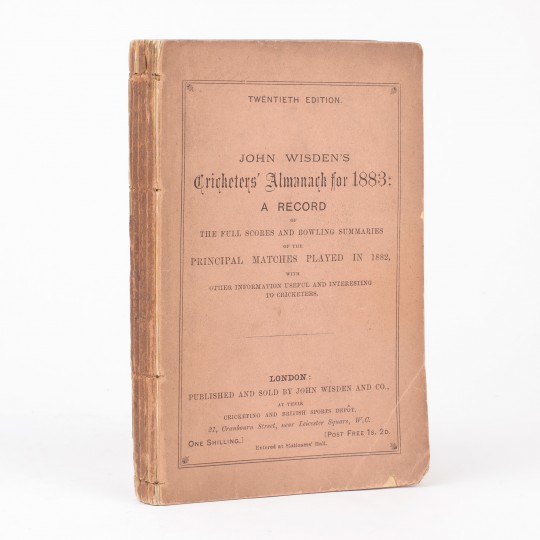 TWENTIETH EDITION.
JOHN WISDEN'S
Cricketers' Almanack for 1883:
A RECORD
OF
THE FULL SCORES AND BOWLING SUMMARIES
OF THE
PRINCIPAL MATCHES PLAYED IN 1882,
WITH
OTHER INFORMATION USEFUL AND INTERESTING
TO CRICKETERS.
LONDON:
PUBLISHED AND SOLD BY JOHN WISDEN AND CO.,
AT THEIR
CRICKETING AND BRITISH SPORTS DEPÔT,
21, Cranbourn Street, near Leicester Square, W.C.
ONE SHILLING.] [POST FREE 1s. 2D.
Entered at Stationers' Hall.